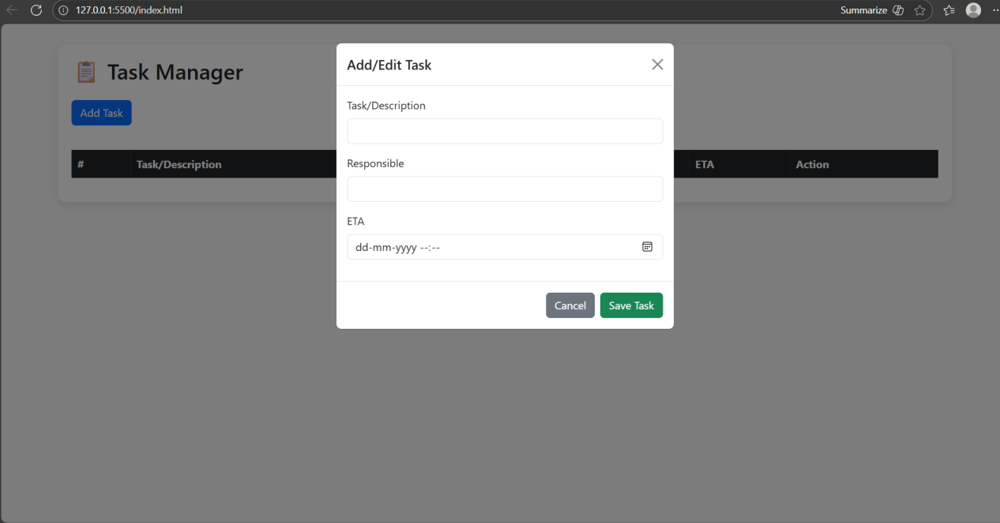 127.0.0.1:5500/index.html
Summarize
Task Manager
Add Task
# Task/Description ETA Action
Add/Edit Task
Task/Description
Responsible
ETA
dd-mm-yyyy --:--
Cancel Save Task